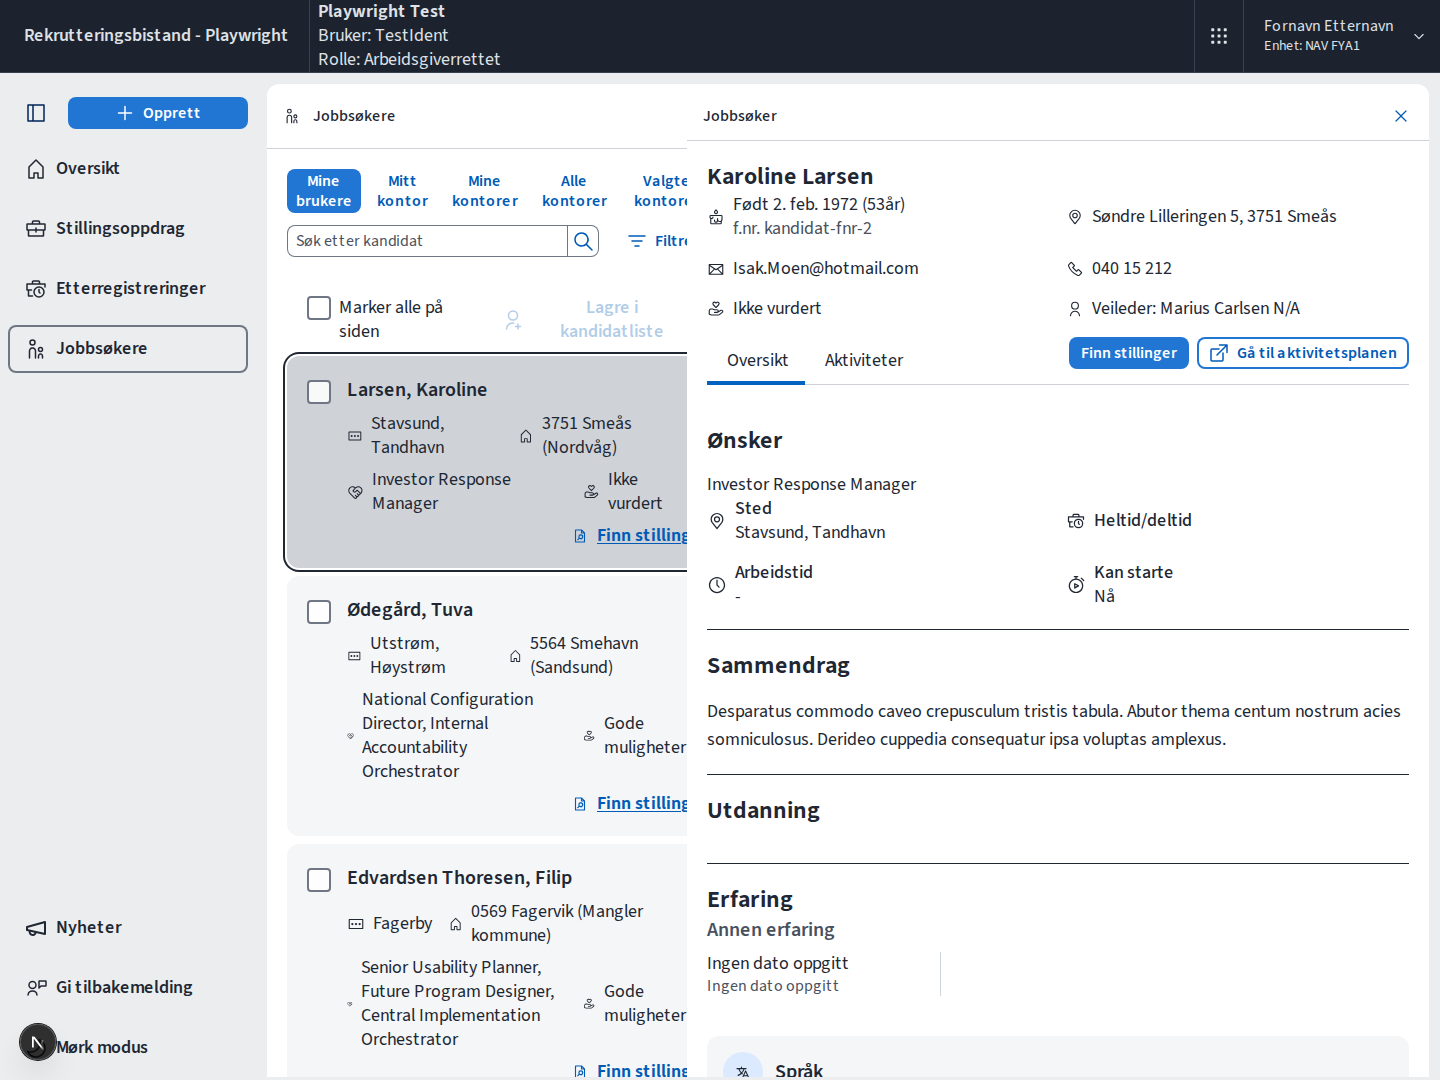 Rekrutteringsbistand - Playwright
Playwright Test
Bruker: TestIdent
Rolle: Arbeidsgiverrettet
Fornavn Etternavn
Enhet: NAV FYA1
Opprett
Oversikt
Stillingsoppdrag
Etterregistreringer
Jobbsøkere
Nyheter
Gi tilbakemelding
Mørk modus
Jobbsøkere
Mine brukere
Mitt kontor
Mine kontorer
Alle kontorer
Valgte kontore
Søk etter kandidat
Filtre
Marker alle på
siden
Lagre i
kandidatliste
Larsen, Karoline
Stavsund,
Tandhavn
3751 Smeås
(Nordvåg)
Investor Response
Manager
Ikke
vurdert
Finn stilling
Ødegård, Tuva
Utstrøm,
Høystrøm
5564 Smehavn
(Sandsund)
National Configuration
Director, Internal
Accountability
Orchestrator
Gode
muligheter
Finn stilling
Edvardsen Thoresen, Filip
Fagerby
0569 Fagervik (Mangler
kommune)
Senior Usability Planner,
Future Program Designer,
Central Implementation
Orchestrator
Gode
muligheter
Finn stilling
Jobbsøker
Karoline Larsen
Født 2. feb. 1972 (53år)
f.nr. kandidat-fnr-2
Søndre Lilleringen 5, 3751 Smeås
Isak.Moen@hotmail.com
040 15 212
Ikke vurdert
Veileder: Marius Carlsen N/A
Oversikt
Aktiviteter
Finn stillinger
Gå til aktivitetsplanen
Ønsker
Investor Response Manager
Sted
Stavsund, Tandhavn
Heltid/deltid
Arbeidstid
-
Kan starte
Nå
Sammendrag
Desparatus commodo caveo crepusculum tristis tabula. Abutor thema centum nostrum acies
somniculosus. Derideo cuppedia consequatur ipsa voluptas amplexus.
Utdanning
Erfaring
Annen erfaring
Ingen dato oppgitt
Ingen dato oppgitt
Språk